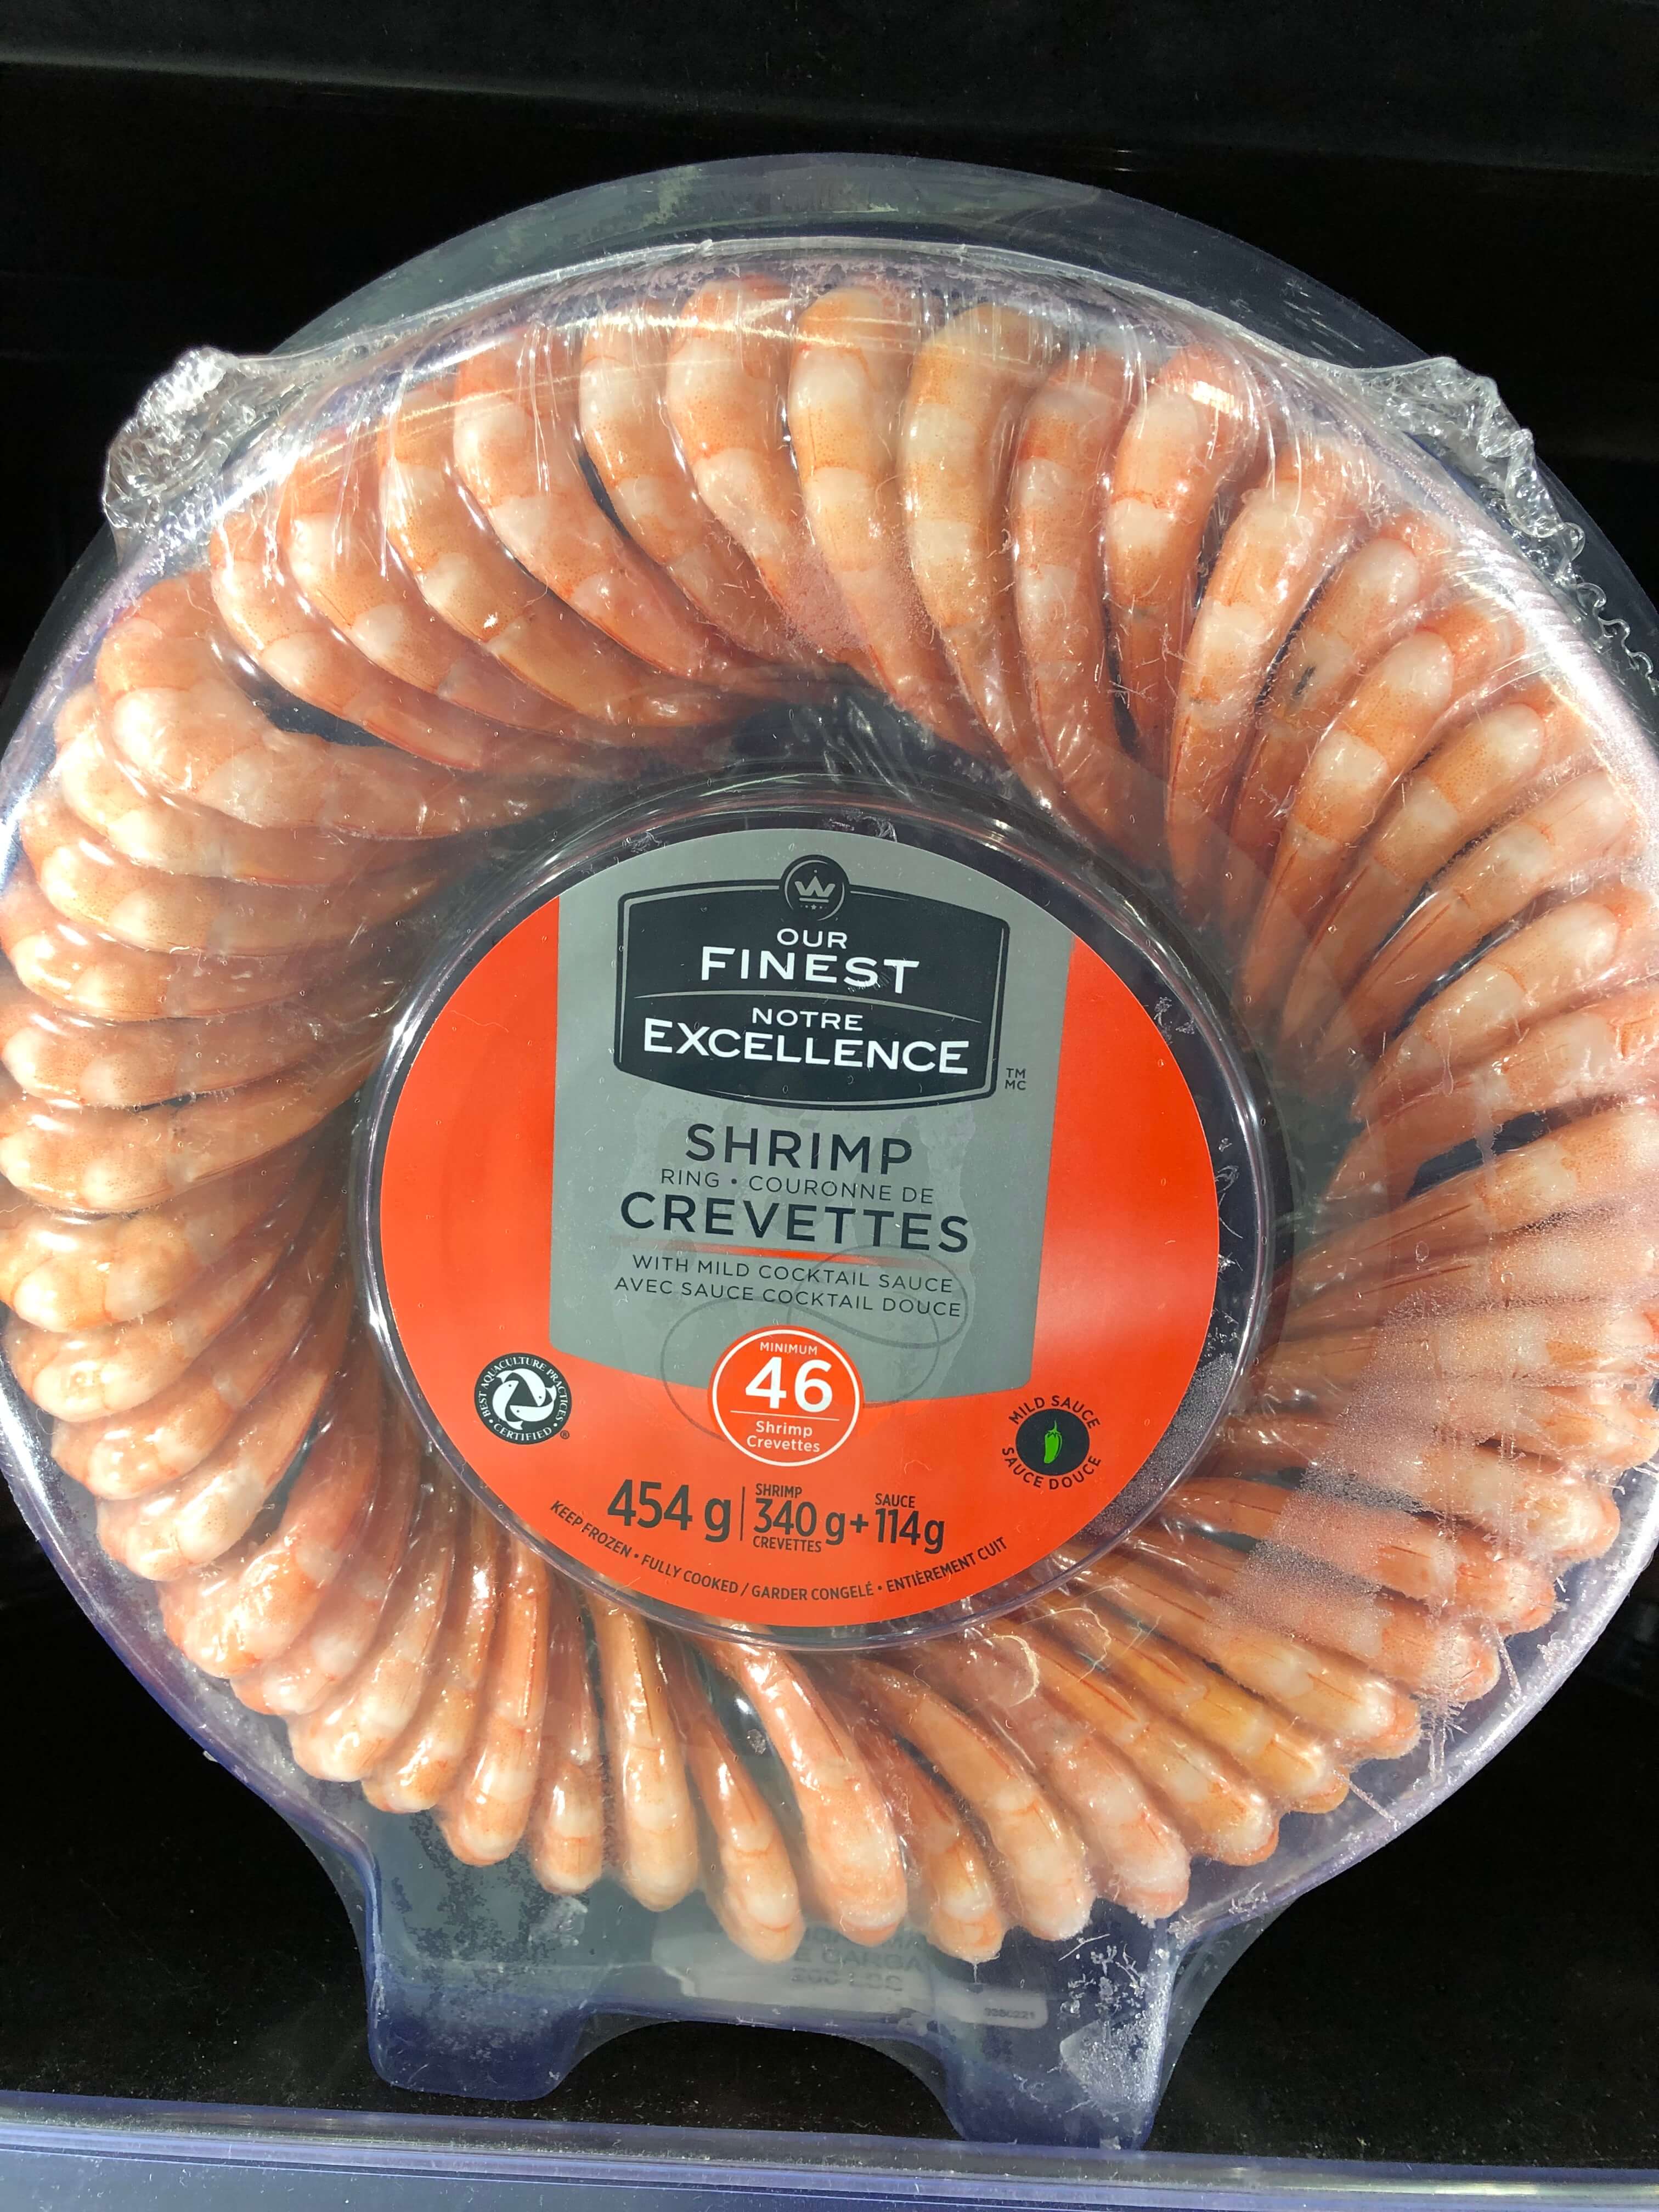 OUR
FINEST
NOTRE
EXCELLENCE
TM
MC
SHRIMP
RING • COURONNE DE
CREVETTES
WITH MILD COCKTAIL SAUCE
AVEC SAUCE COCKTAIL DOUCE
BEST AQUACULTURE PRACTICES • CERTIFIED • ®
MINIMUM
46
Shrimp
Crevettes
MILD SAUCE
SAUCE DOUCE
454 g | SHRIMP 340 g CREVETTES + SAUCE 114 g
KEEP FROZEN • FULLY COOKED / GARDER CONGELÉ • ENTIÈREMENT CUIT